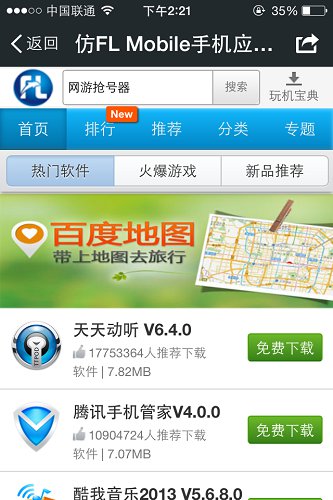 中国联通 下午2:21 35%
返回 仿FL Mobile手机应...
FL 网游抢号器 搜索 玩机宝典
New
首页 排行 推荐 分类 专题
热门软件 火爆游戏 新品推荐
百度地图
带上地图去旅行
天天动听 V6.4.0
17753364人推荐下载
免费下载
软件 | 7.82MB
TTPOD
腾讯手机管家V4.0.0
10904724人推荐下载
免费下载
软件 | 7.07MB
酷我音乐2013 V5.6.8.0